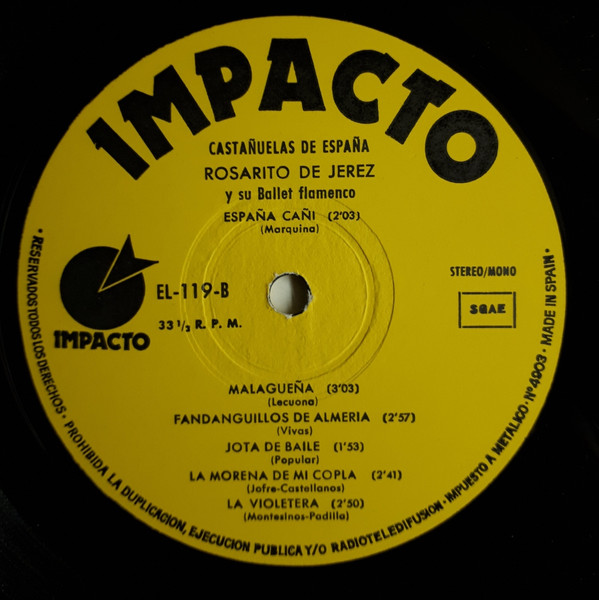 IMPACTO
CASTAÑUELAS DE ESPAÑA
ROSARITO DE JEREZ
y su Ballet flamenco
ESPAÑA CAÑI (2'03)
(Marquina)
IMPACTO
EL-119-B
33 1/3 R. P. M.
STEREO/MONO
SGAE
MALAGUEÑA (3'03)
(Lecuona)
FANDANGUILLOS DE ALMERIA (2'57)
(Vivas)
JOTA DE BAILE (1'53)
(Popular)
LA MORENA DE MI COPLA (2'41)
(Jofre-Castellanos)
LA VIOLETERA (2'50)
(Montesinos-Padilla)
· RESERVADOS TODOS LOS DERECHOS · PROHIBIDA LA DUPLICACION, EJECUCION PUBLICA Y/O RADIOTELEDIFUSION · IMPUESTO A METALICO · Nº 4903 · MADE IN SPAIN ·